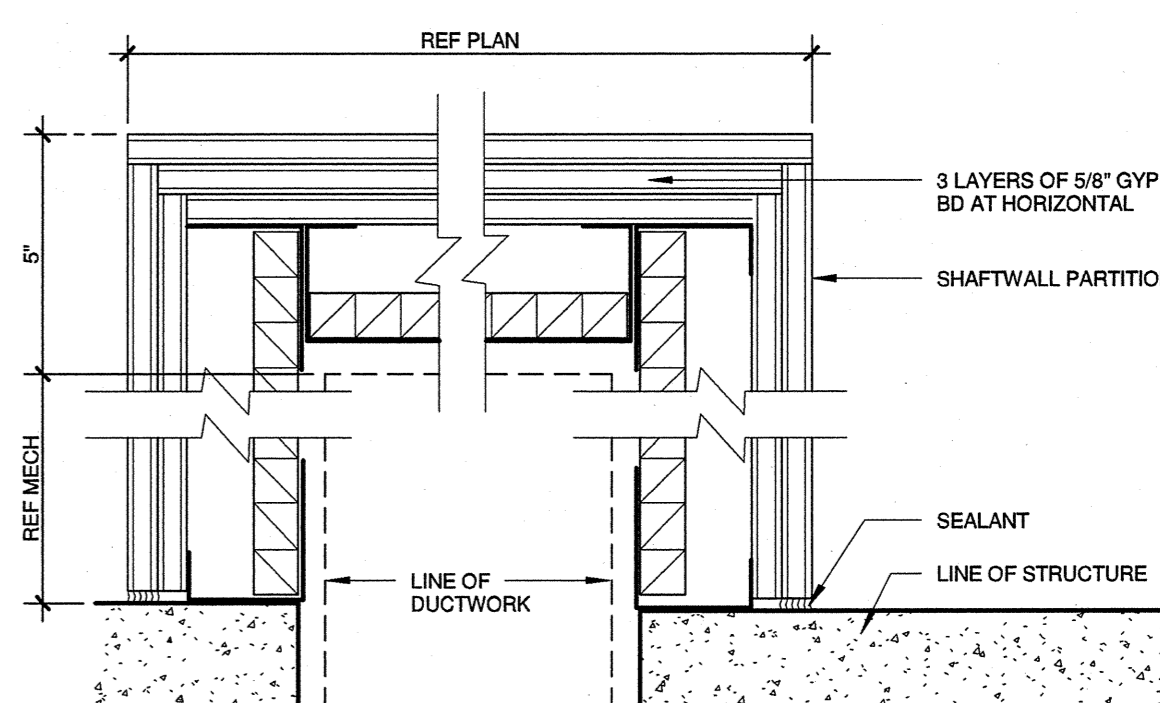 REF PLAN
3 LAYERS OF 5/8" GYP
BD AT HORIZONTAL
5"
SHAFTWALL PARTITIO
REF MECH
SEALANT
LINE OF
DUCTWORK
LINE OF STRUCTURE